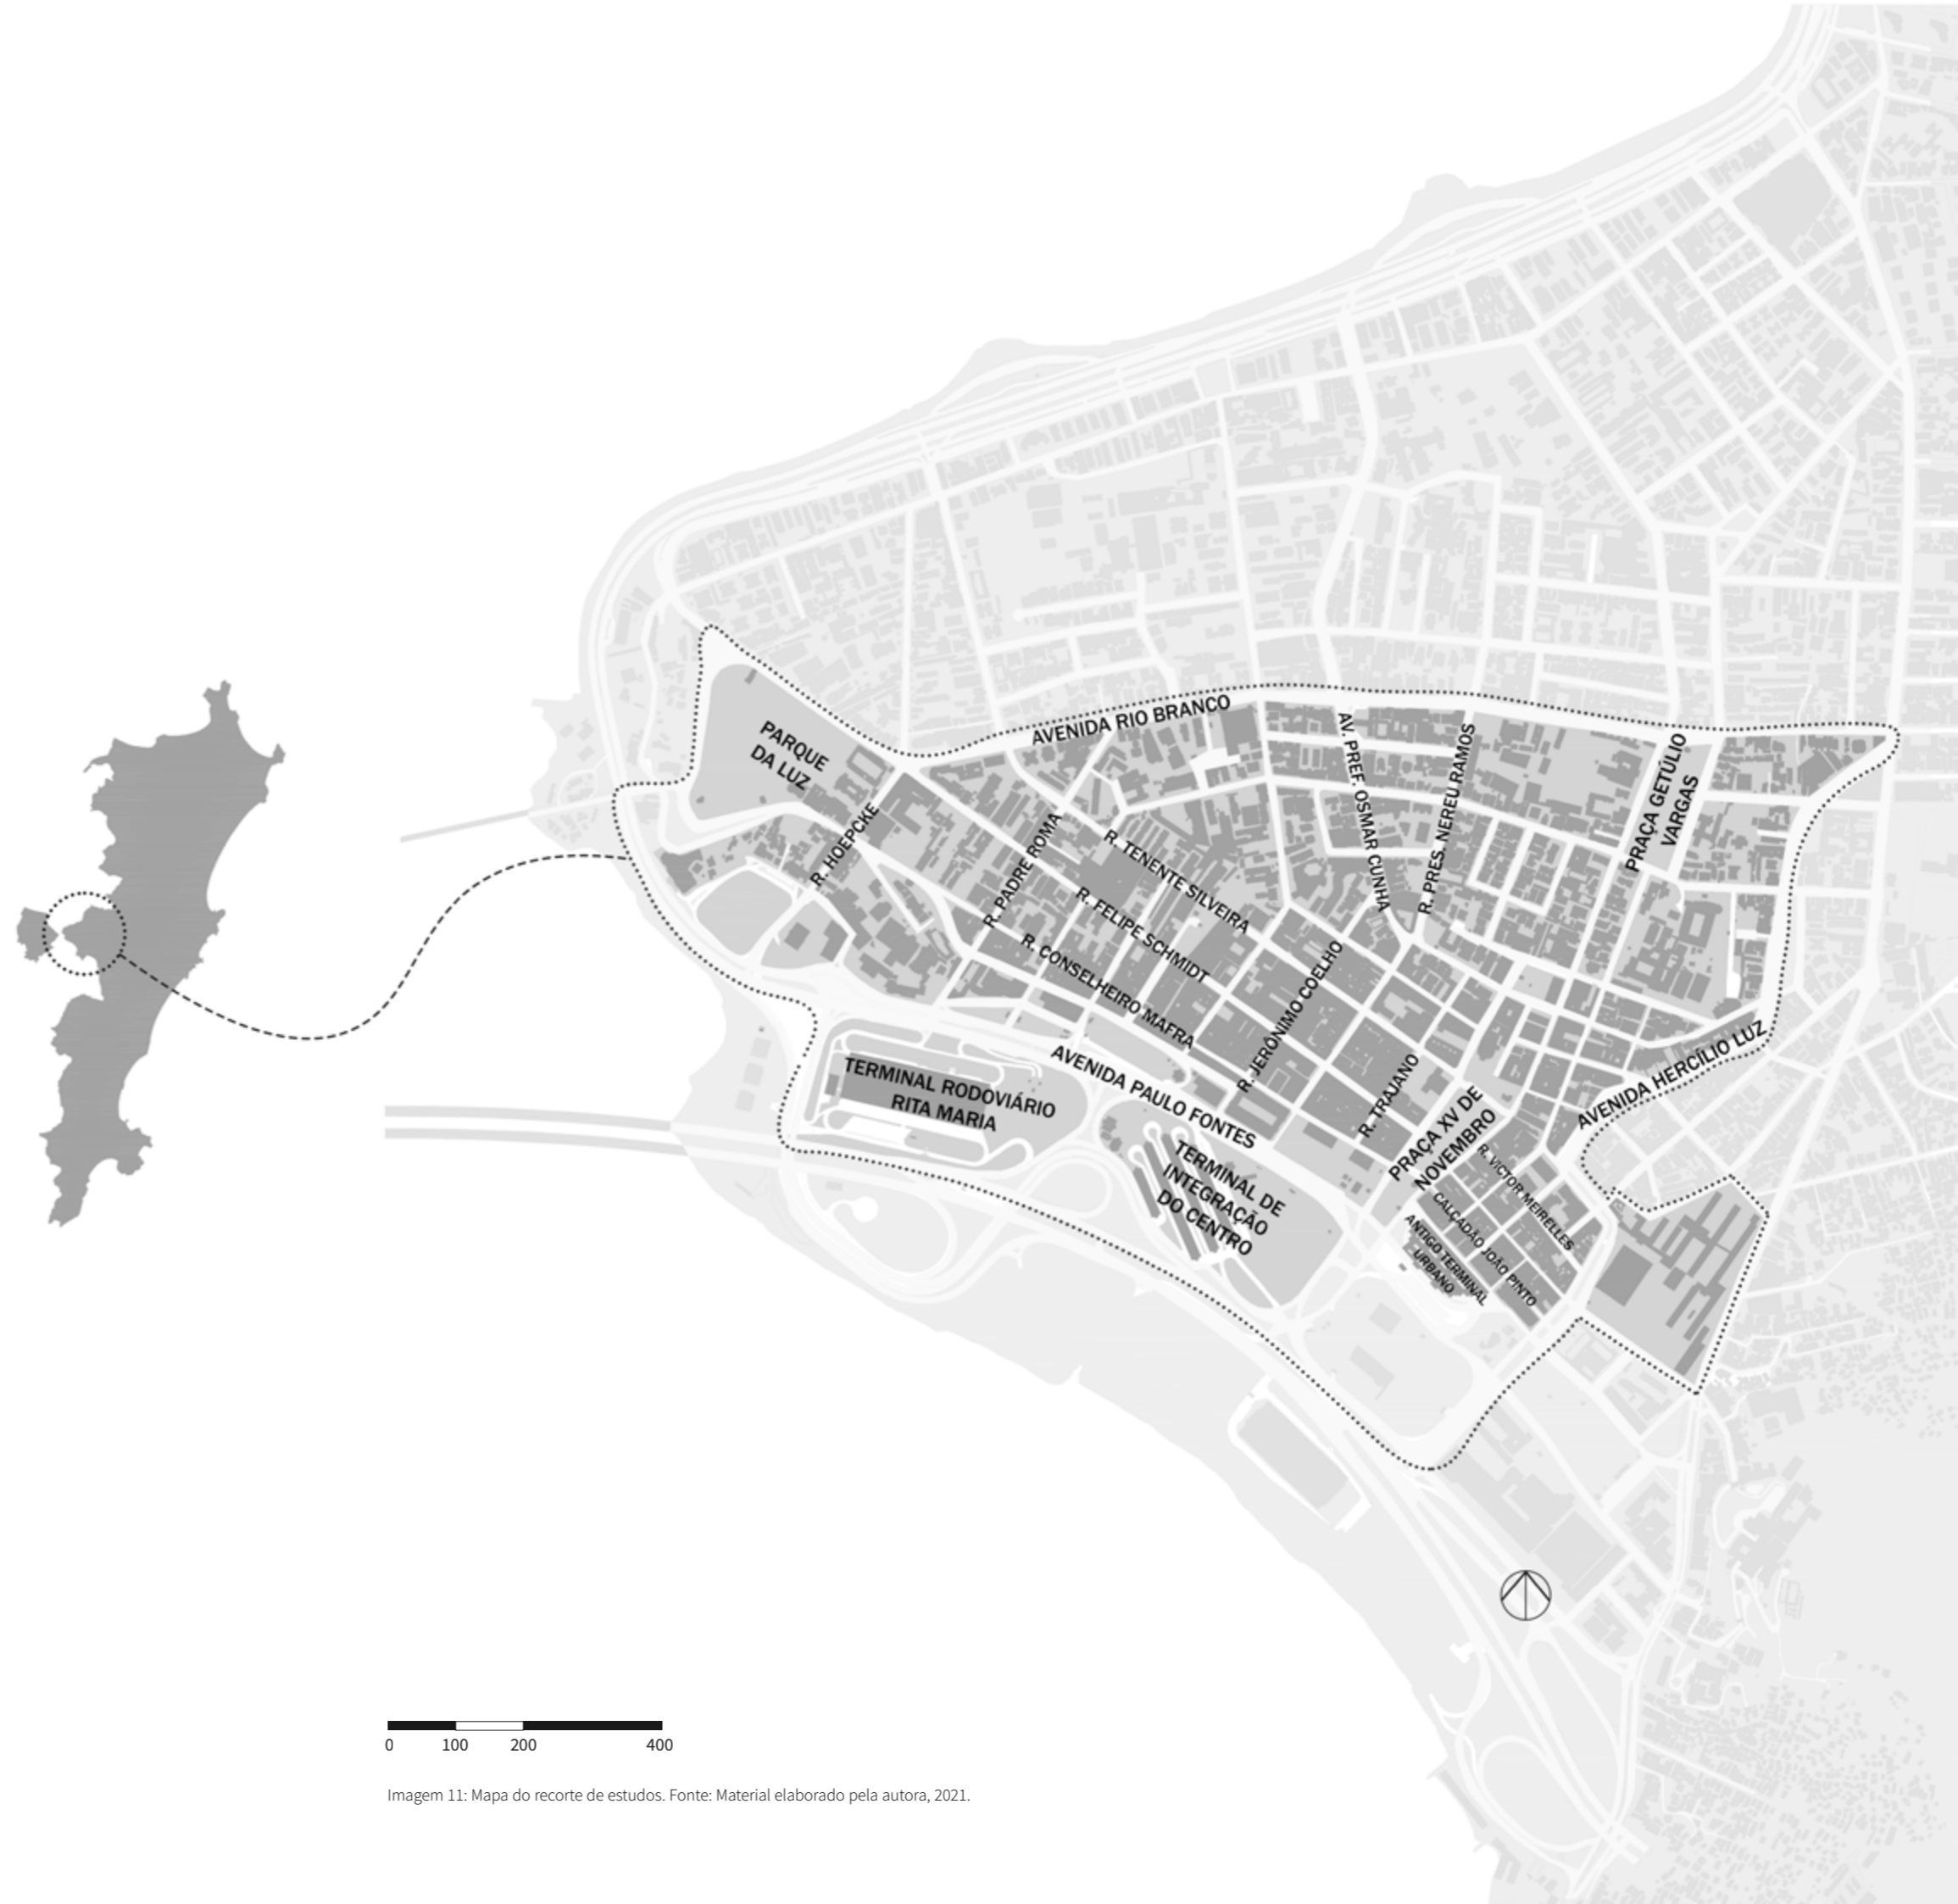 AVENIDA RIO BRANCO
PARQUE
DA LUZ
R. HOEPCKE
R. PADRE ROMA
R. TENENTE SILVEIRA
R. FELIPE SCHMIDT
R. CONSELHEIRO MAFRA
AV. PREF. OSMAR CUNHA
R. PRES. NEREU RAMOS
PRAÇA GETÚLIO
VARGAS
R. JERÔNIMO COELHO
R. TRAJANO
AVENIDA HERCÍLIO LUZ
AVENIDA PAULO FONTES
TERMINAL RODOVIÁRIO
RITA MARIA
PRAÇA XV DE
NOVEMBRO
TERMINAL DE
INTEGRAÇÃO
DO CENTRO
R. VICTOR MEIRELLES
CALÇADÃO JOÃO PINTO
ANTIGO TERMINAL
URBANO
0 100 200 400
Imagem 11: Mapa do recorte de estudos. Fonte: Material elaborado pela autora, 2021.